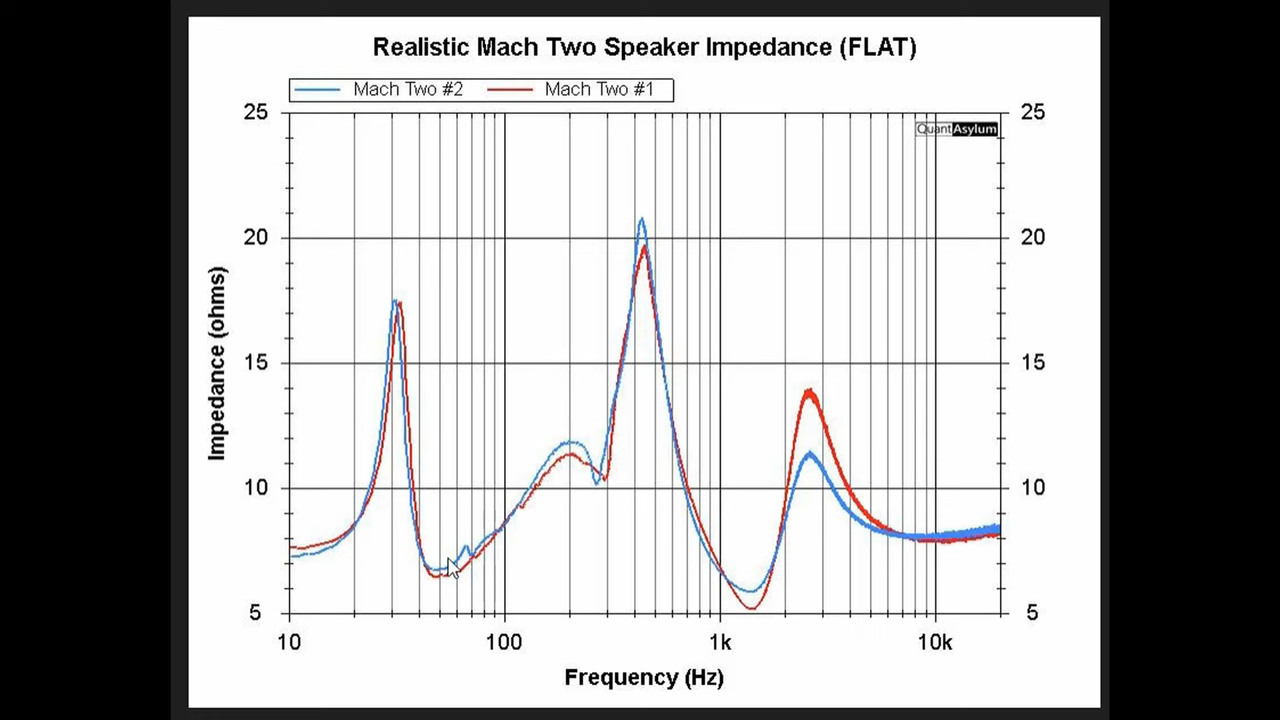 Realistic Mach Two Speaker Impedance (FLAT)
Mach Two #2 Mach Two #1
25 25
QuantAsylum
20 20
Impedance (ohms)
15 15
10 10
5 5
10 100 1k 10k
Frequency (Hz)